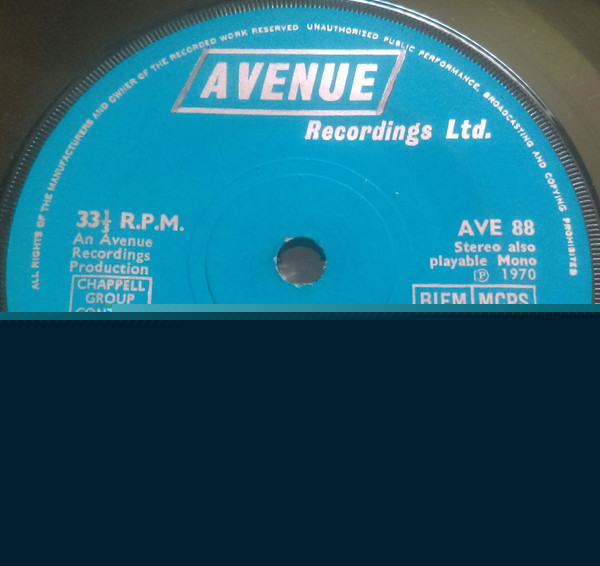 ALL RIGHTS OF THE MANUFACTURERS AND OWNER OF THE RECORDED WORK RESERVED UNAUTHORIZED PUBLIC PERFORMANCE, BROADCASTING AND COPYING PROHIBITED
AVENUE
Recordings Ltd.
33⅓ R.P.M.
An Avenue
Recordings
Production
CHAPPELL
GROUP
AVE 88
Stereo also
playable Mono
Ⓟ 1970
BIEM MCPS